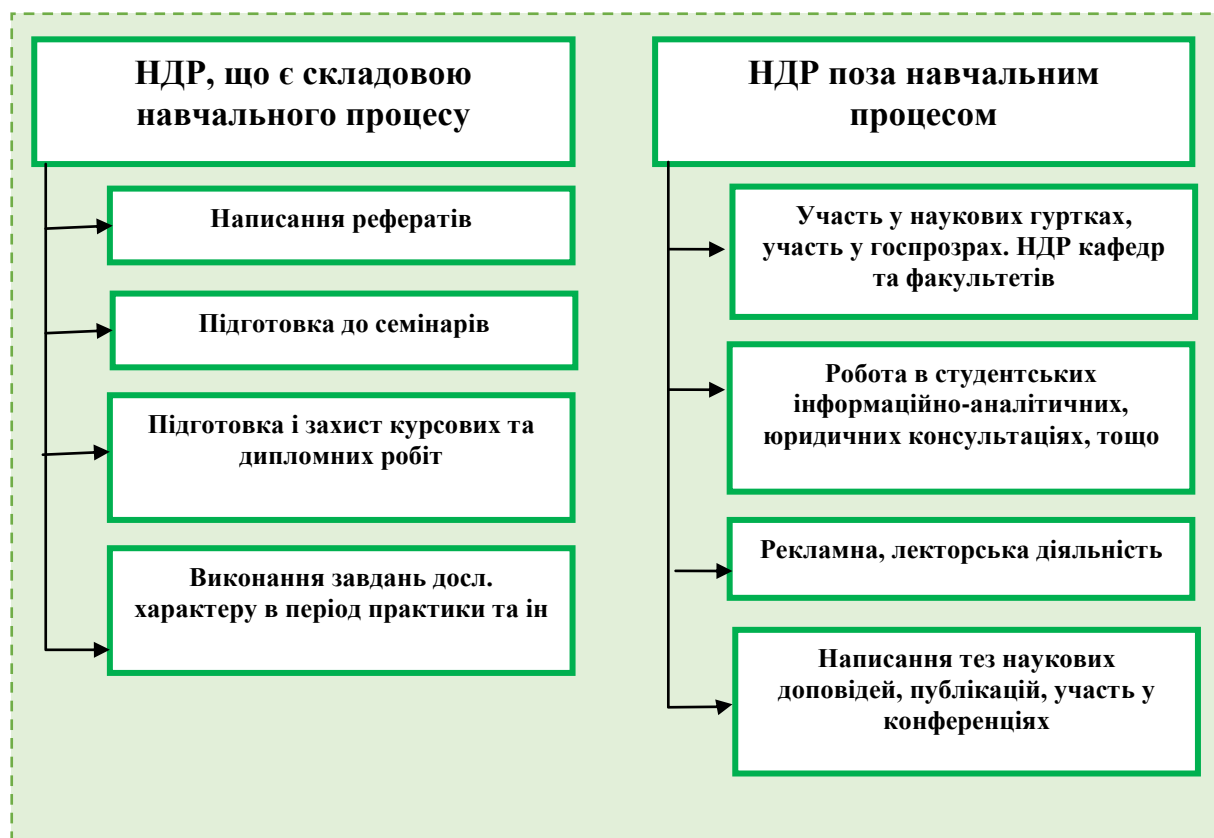 НДР, що є складовою
навчального процесу
Написання рефератів
Підготовка до семінарів
Підготовка і захист курсових та
дипломних робіт
Виконання завдань досл.
характеру в період практики та ін
НДР поза навчальним
процесом
Участь у наукових гуртках,
участь у госпрозрах. НДР кафедр
та факультетів
Робота в студентських
інформаційно-аналітичних,
юридичних консультаціях, тощо
Рекламна, лекторська діяльність
Написання тез наукових
доповідей, публікацій, участь у
конференціях